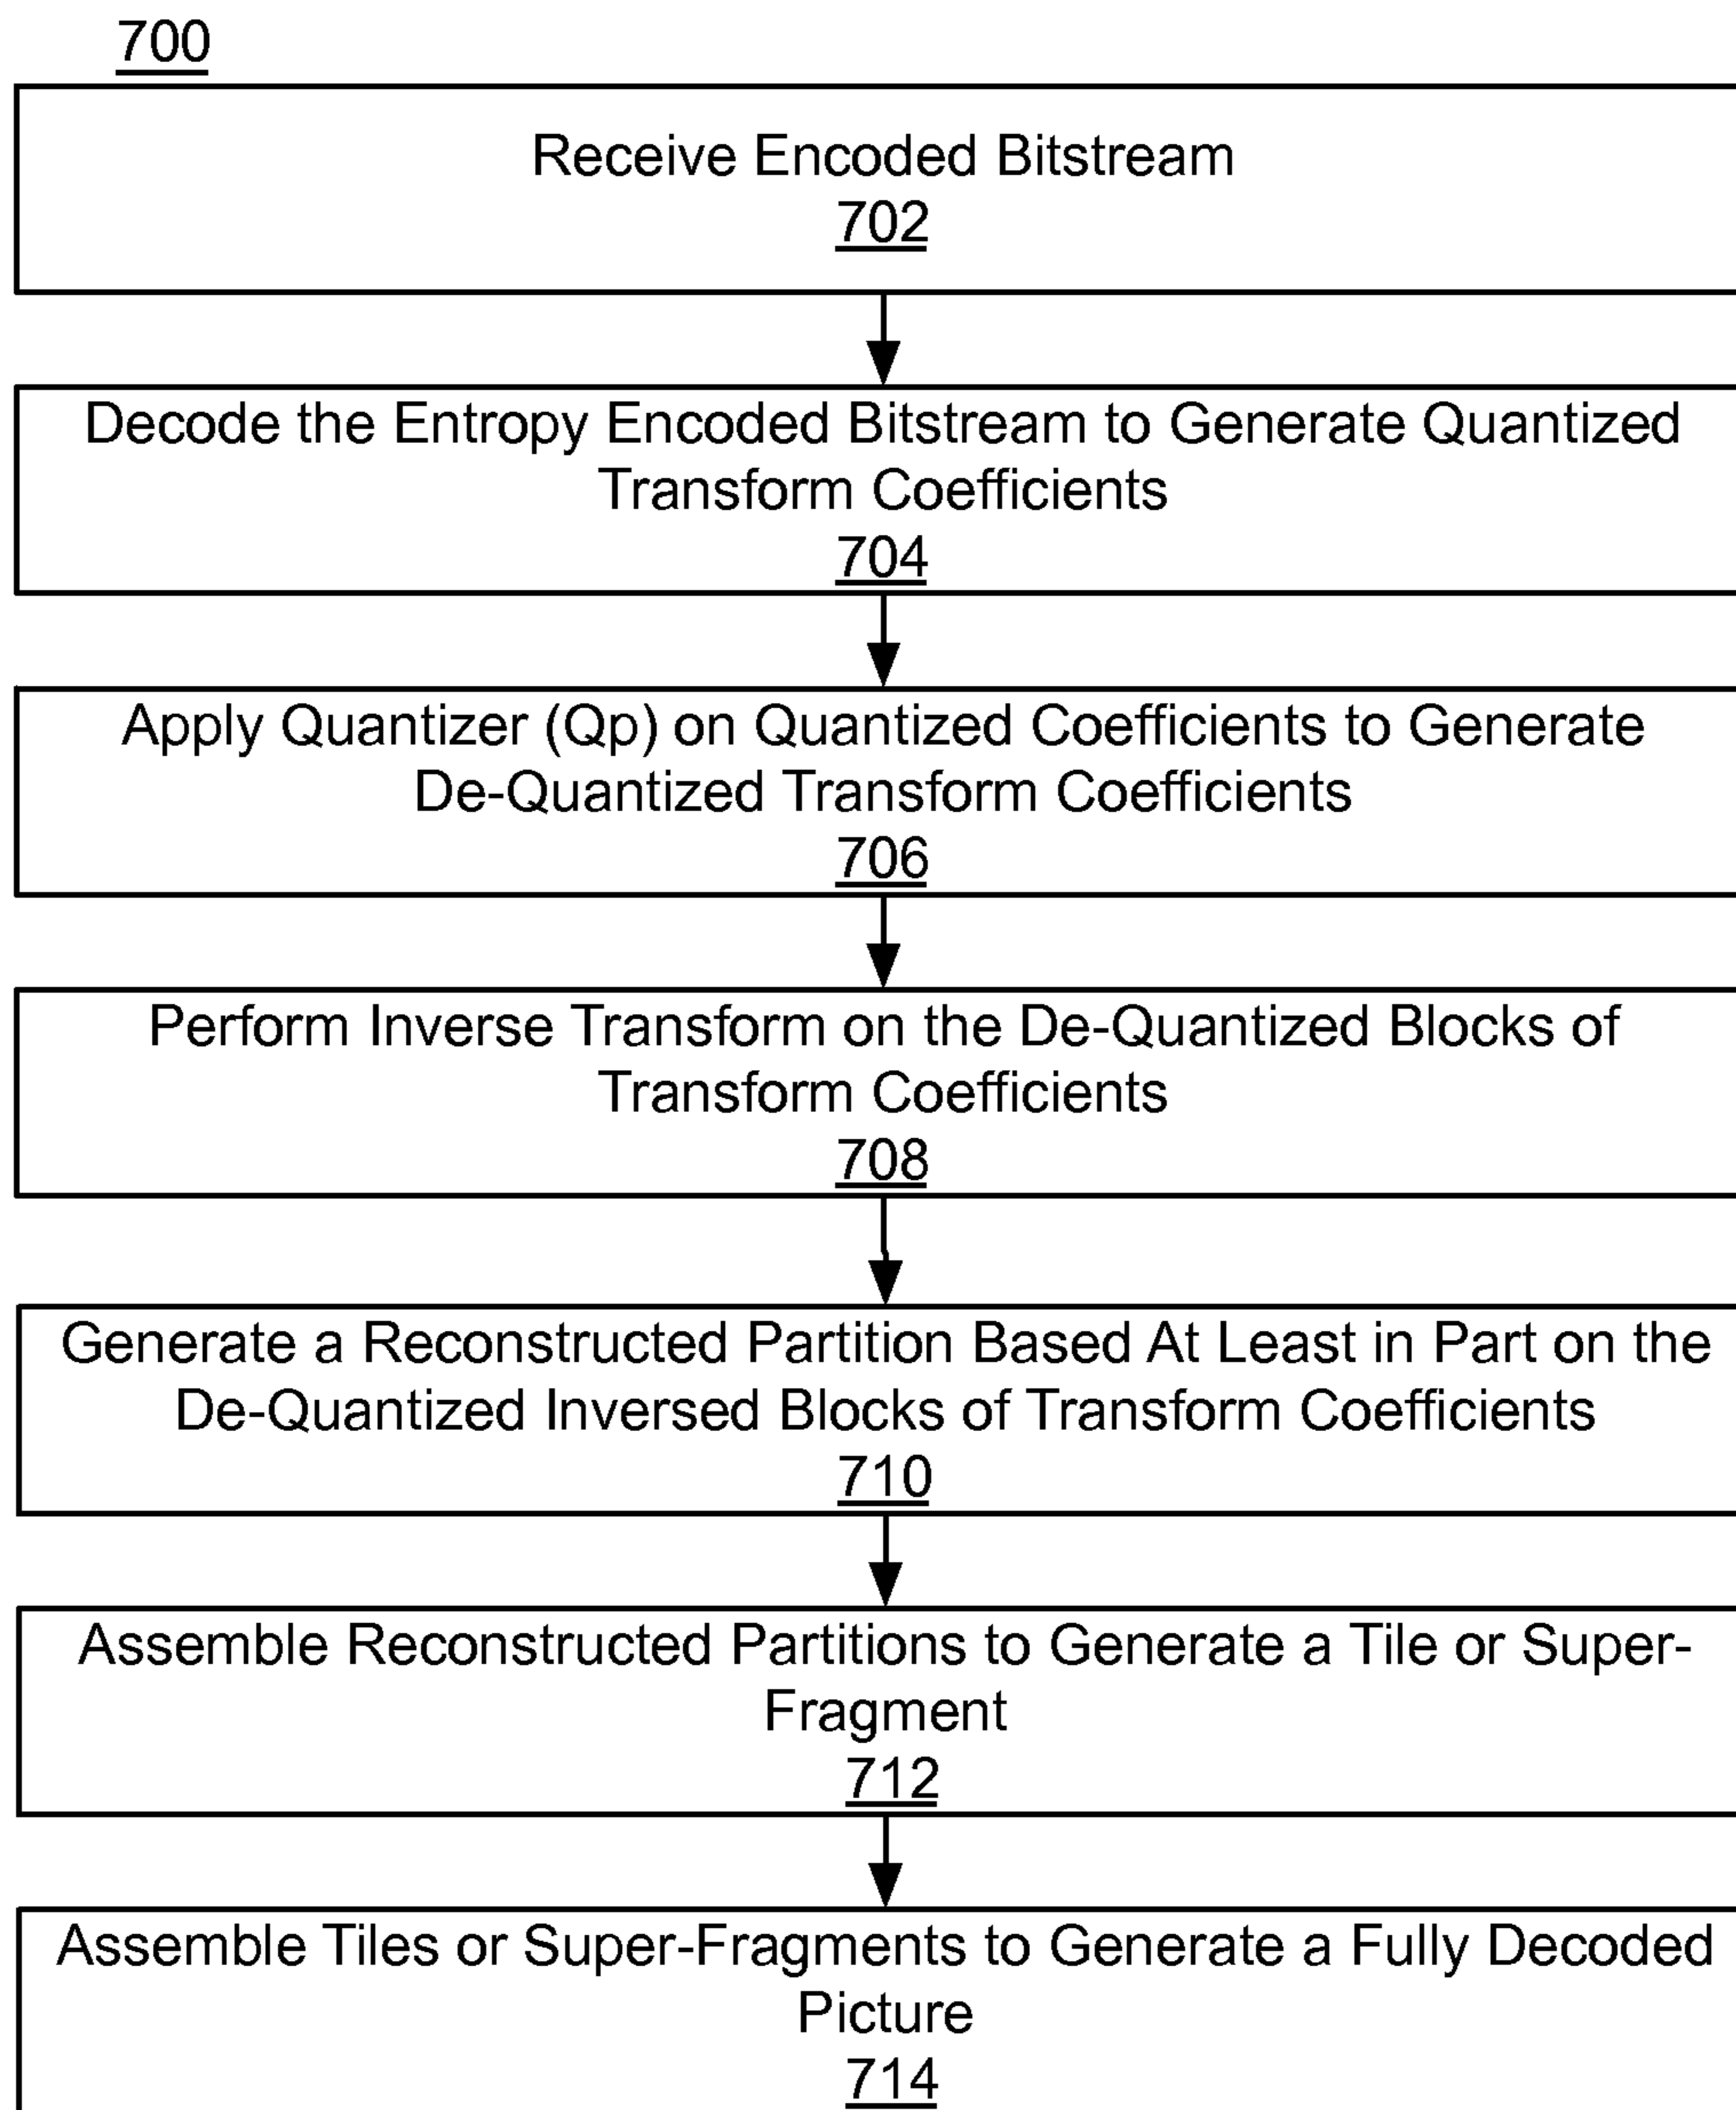 700
Receive Encoded Bitstream
702
Decode the Entropy Encoded Bitstream to Generate Quantized
Transform Coefficients
704
Apply Quantizer (Qp) on Quantized Coefficients to Generate
De-Quantized Transform Coefficients
706
Perform Inverse Transform on the De-Quantized Blocks of
Transform Coefficients
708
Generate a Reconstructed Partition Based At Least in Part on the
De-Quantized Inversed Blocks of Transform Coefficients
710
Assemble Reconstructed Partitions to Generate a Tile or Super-
Fragment
712
Assemble Tiles or Super-Fragments to Generate a Fully Decoded
Picture
714